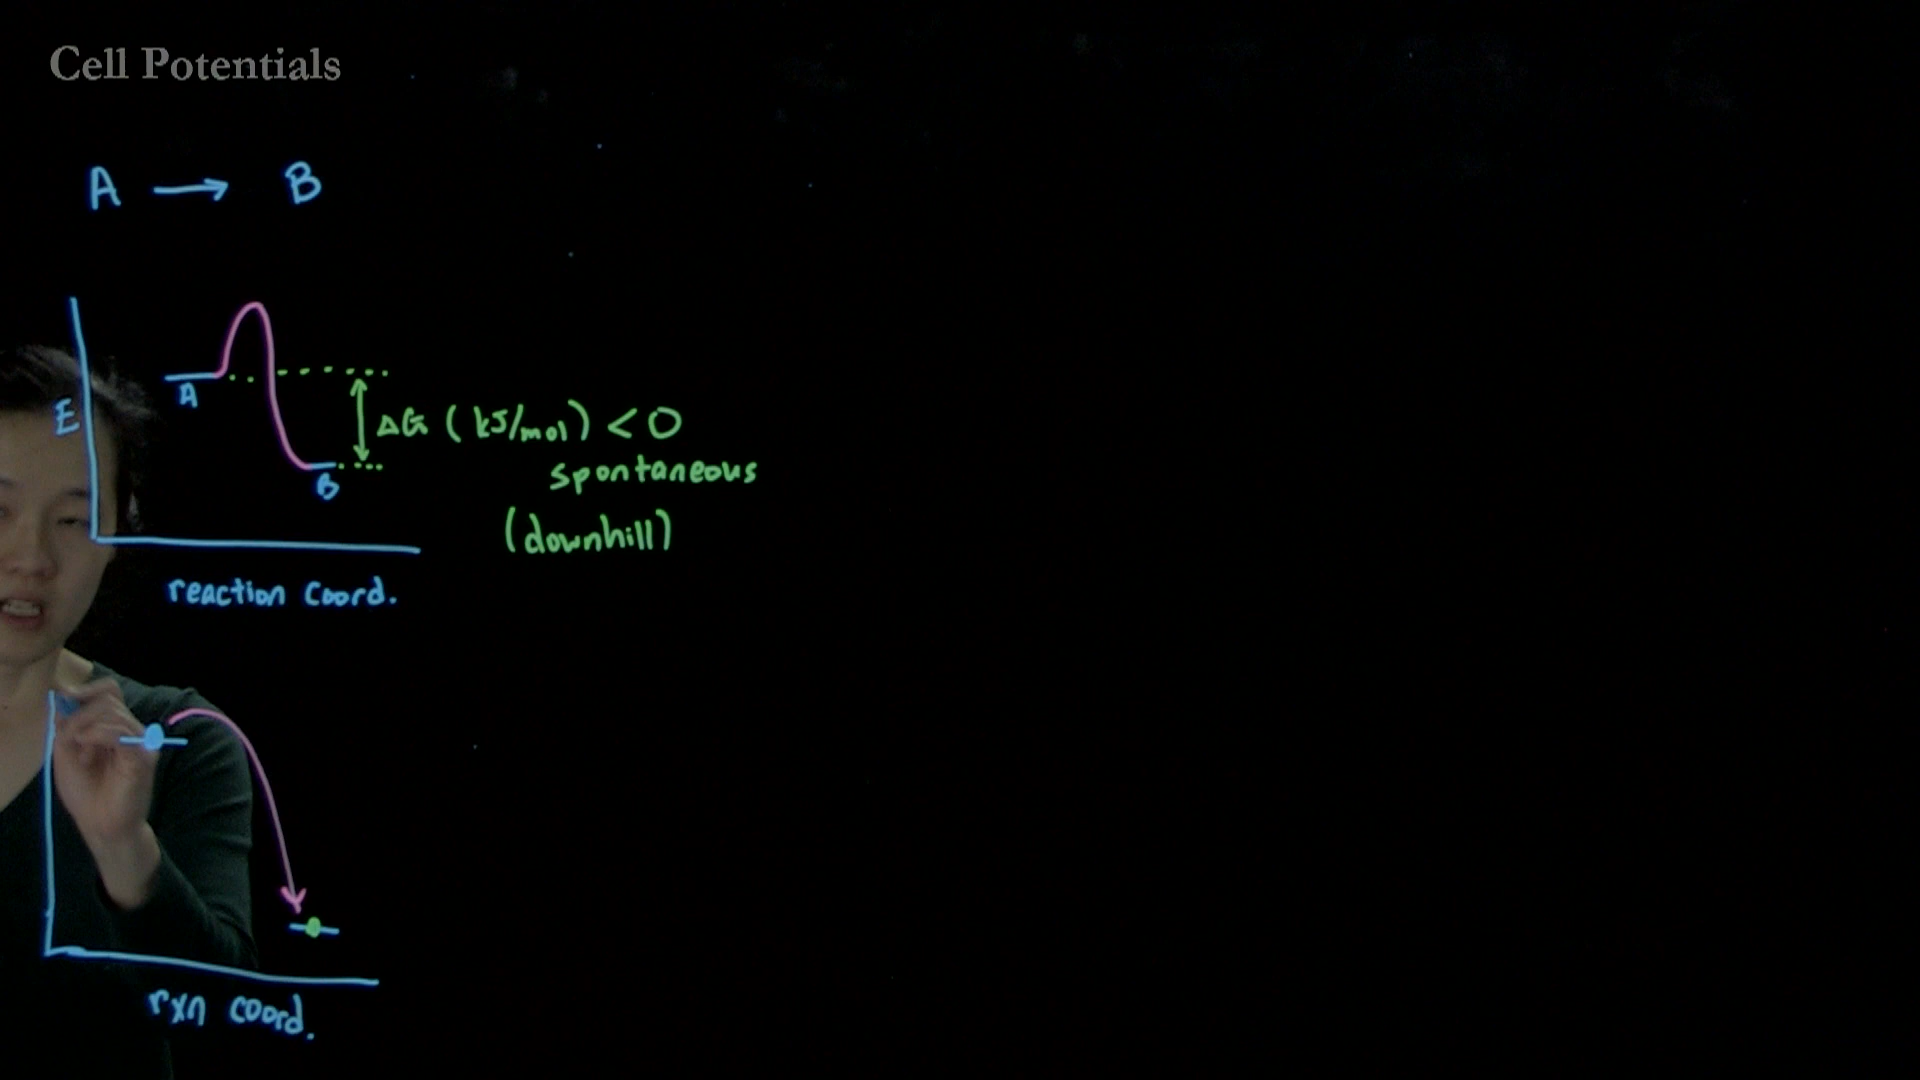 Cell Potentials
A → B
A
E
ΔG (kJ/mol) < 0
spontaneous
B
(downhill)
reaction coord.
rxn coord.